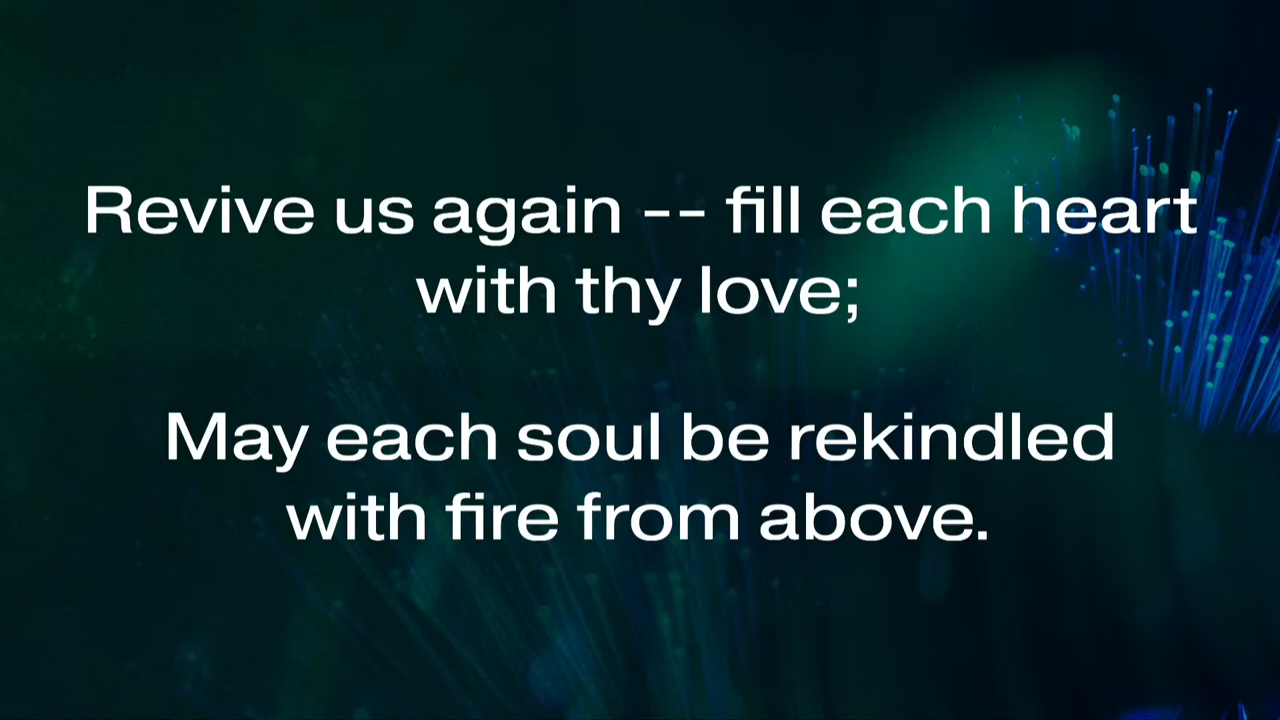 Revive us again -- fill each heart
with thy love;
May each soul be rekindled
with fire from above.